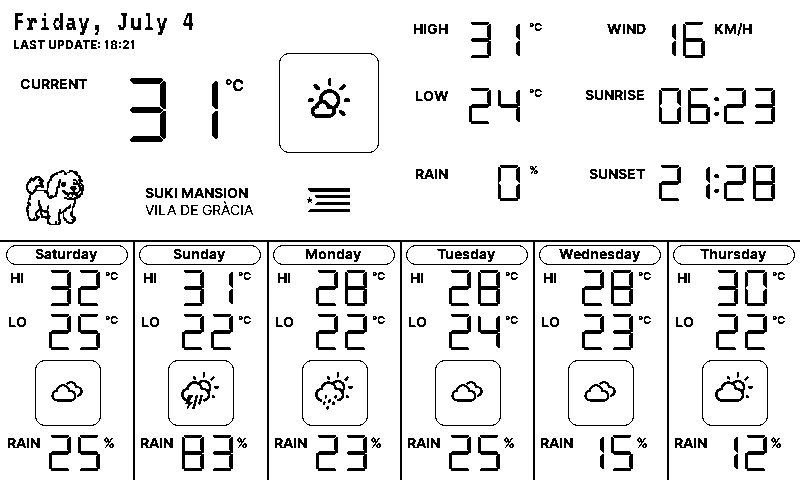 Friday, July 4
LAST UPDATE: 18:21
CURRENT 31 °C
HIGH 31 °C
WIND 16 KM/H
LOW 24 °C
SUNRISE 06:23
RAIN 0 %
SUNSET 21:28
SUKI MANSION
VILA DE GRÀCIA
Saturday
HI 32 °C
LO 25 °C
RAIN 25 %
Sunday
HI 31 °C
LO 22 °C
RAIN 83 %
Monday
HI 28 °C
LO 22 °C
RAIN 23 %
Tuesday
HI 28 °C
LO 24 °C
RAIN 25 %
Wednesday
HI 28 °C
LO 23 °C
RAIN 15 %
Thursday
HI 30 °C
LO 22 °C
RAIN 12 %